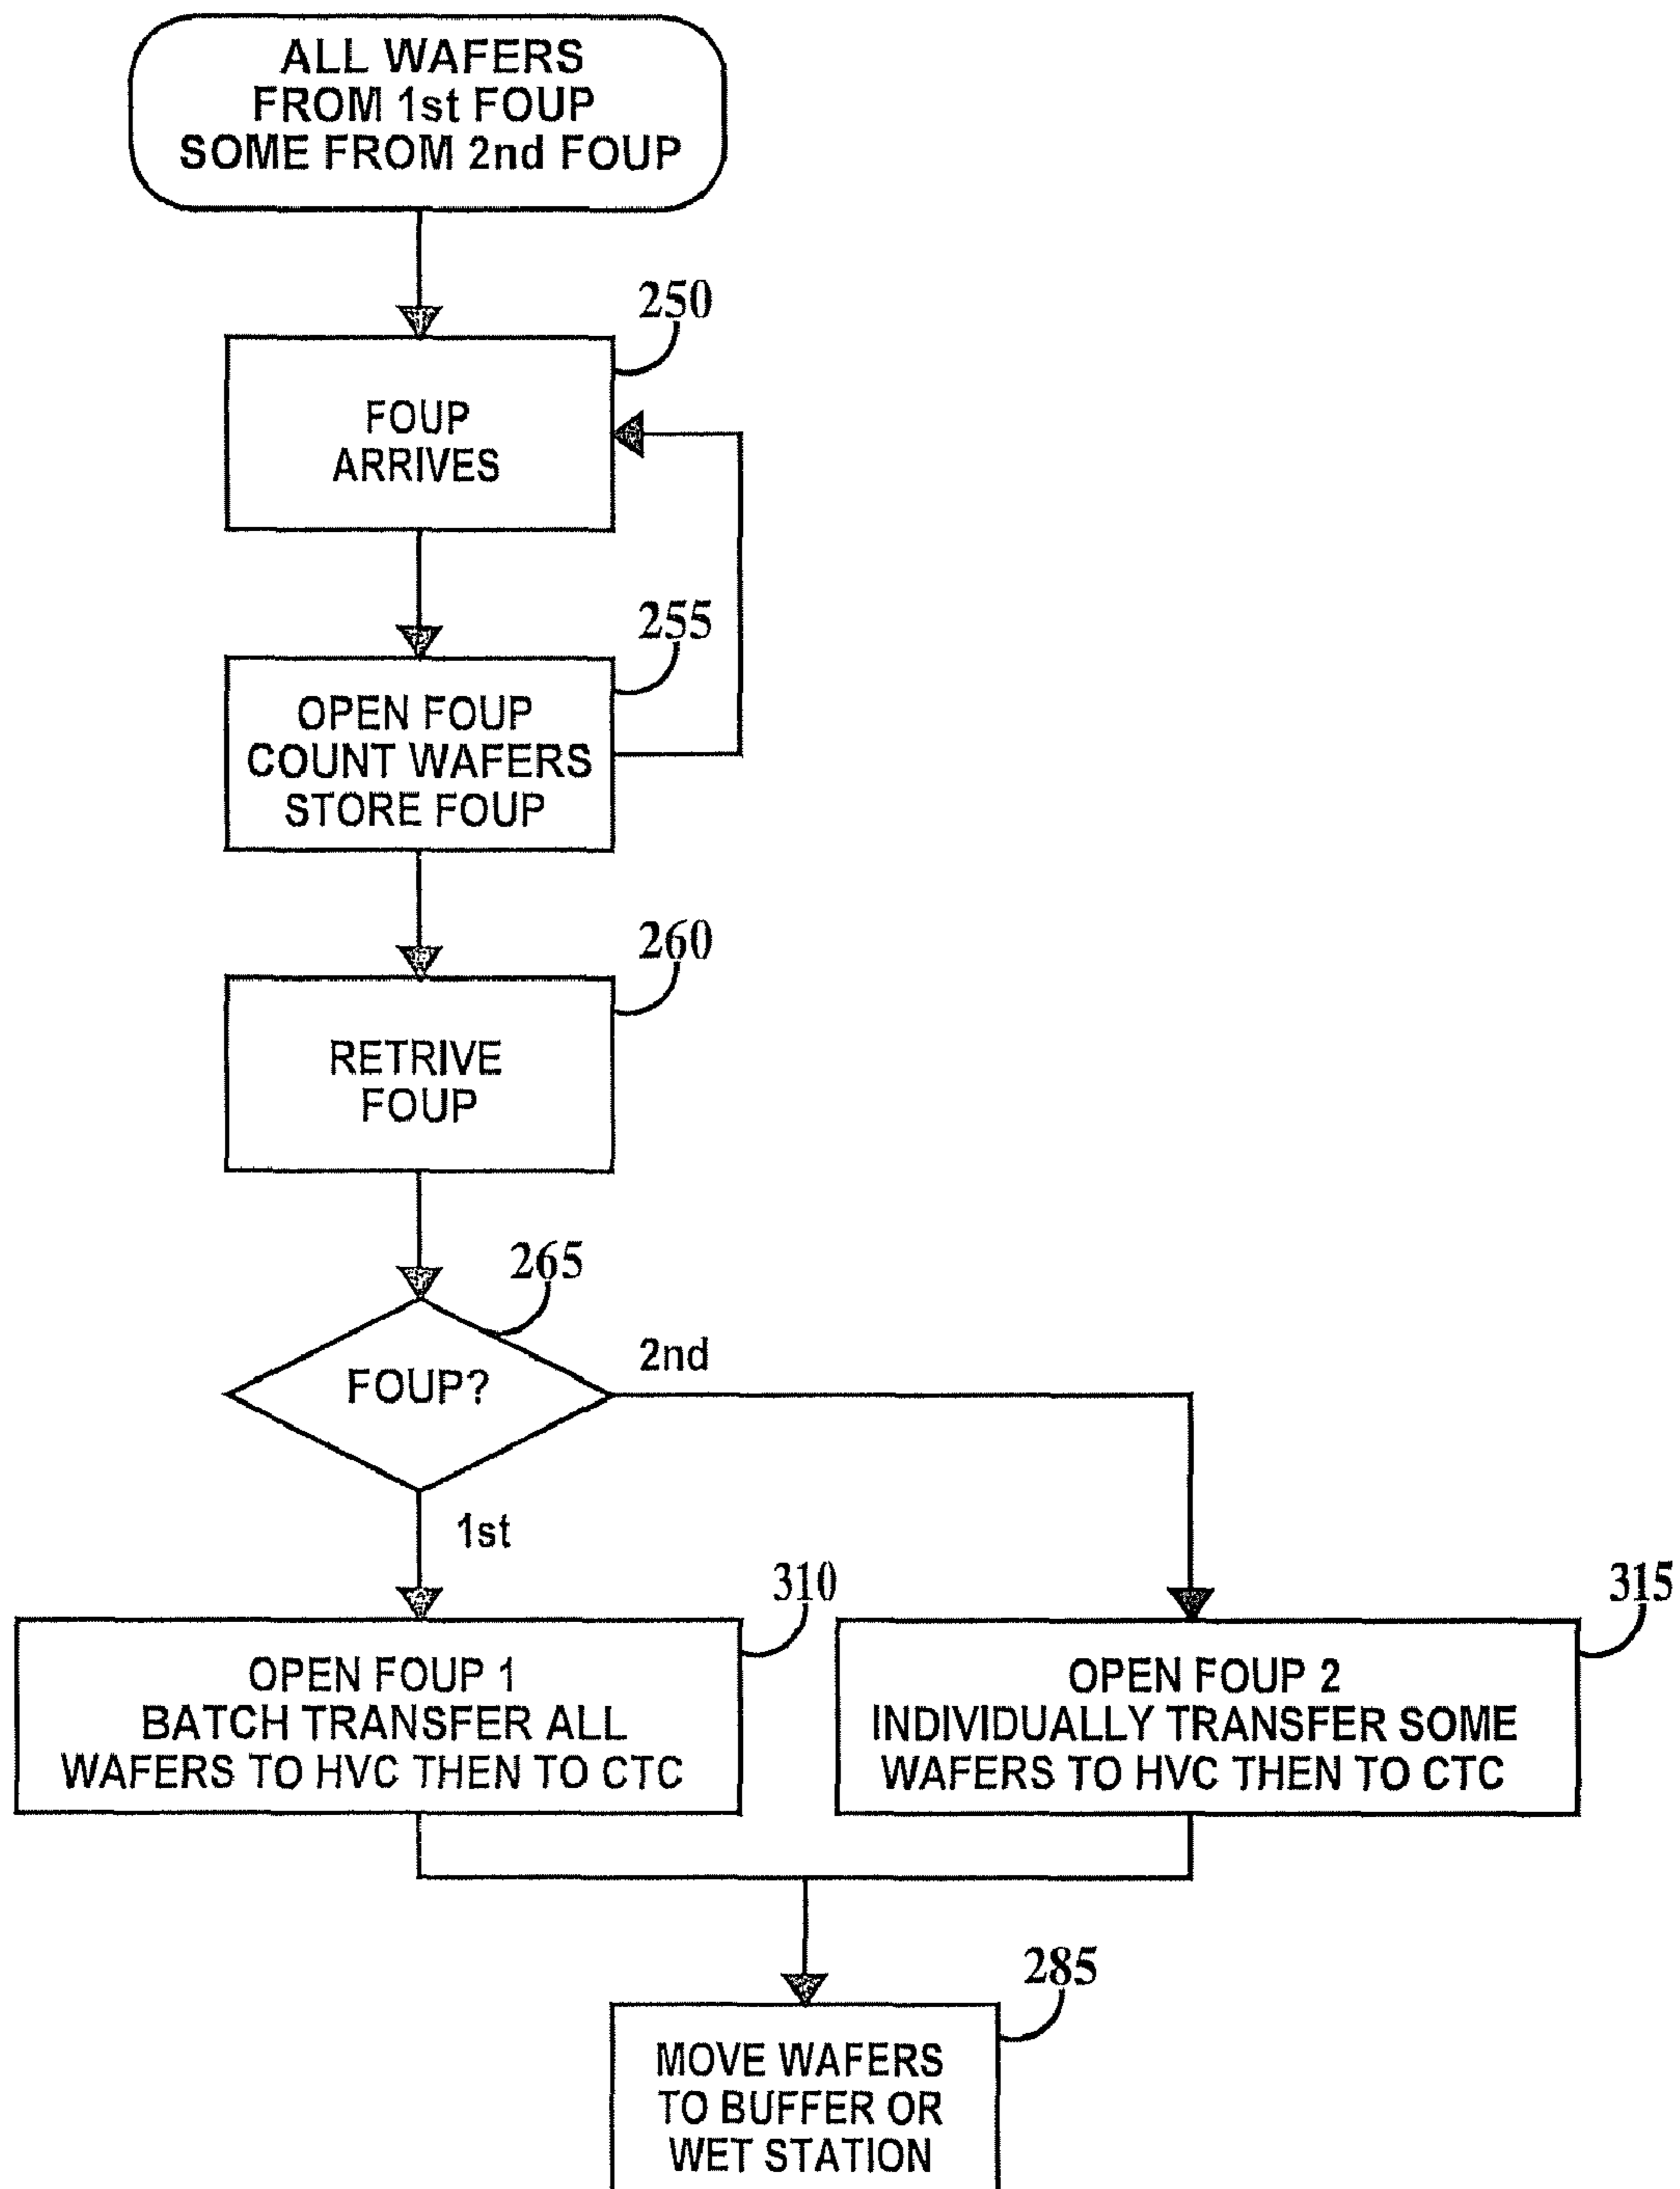 ALL WAFERS
FROM 1st FOUP
SOME FROM 2nd FOUP
250
FOUP
ARRIVES
255
OPEN FOUP
COUNT WAFERS
STORE FOUP
260
RETRIVE
FOUP
265
FOUP?
2nd
1st
310
OPEN FOUP 1
BATCH TRANSFER ALL
WAFERS TO HVC THEN TO CTC
315
OPEN FOUP 2
INDIVIDUALLY TRANSFER SOME
WAFERS TO HVC THEN TO CTC
285
MOVE WAFERS
TO BUFFER OR
WET STATION